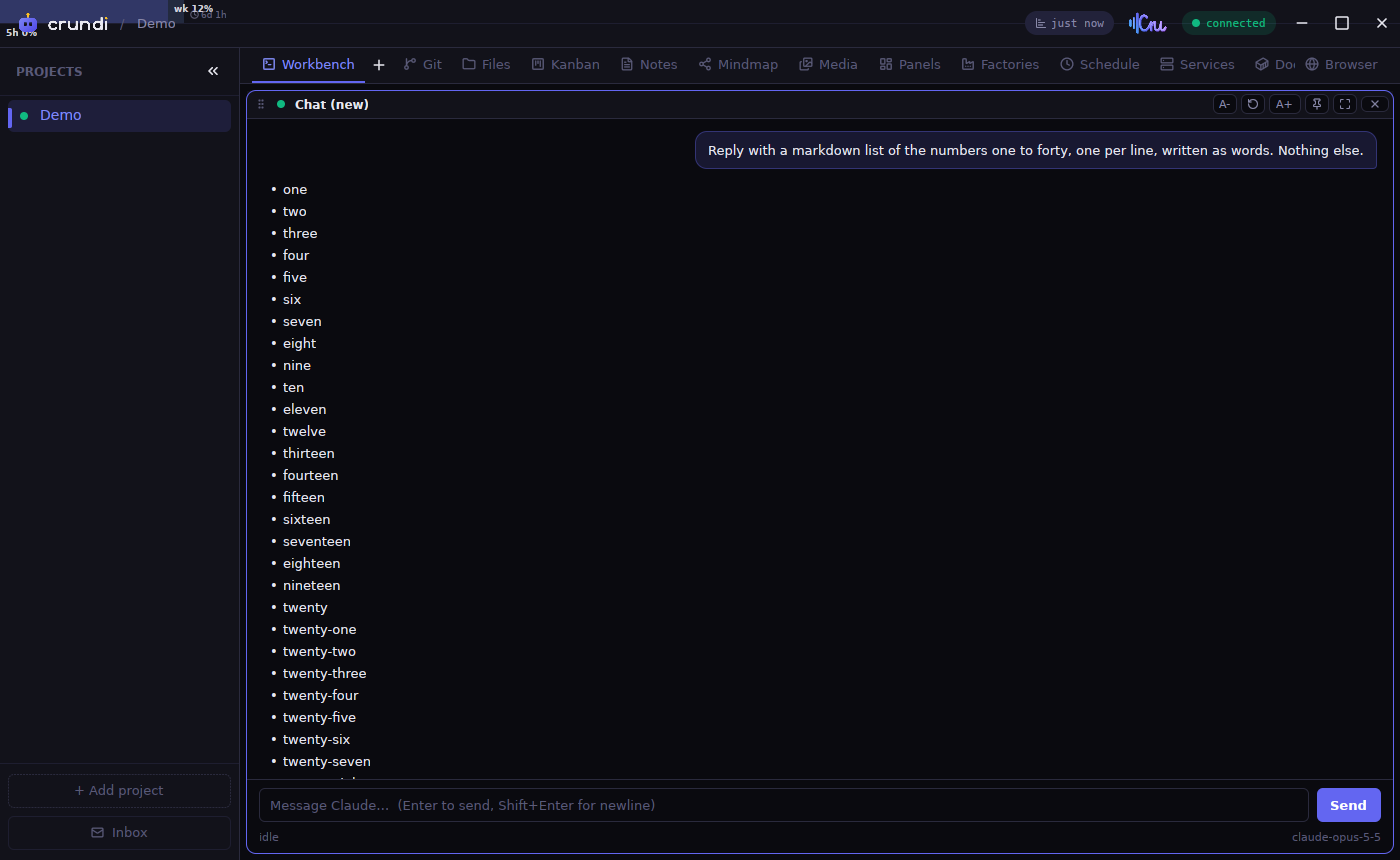 wk 12%
6d 1h
5h 0%
crundi / Demo
just now
Cru
connected
PROJECTS
Workbench
Git
Files
Kanban
Notes
Mindmap
Media
Panels
Factories
Schedule
Services
Browser
Demo
Chat (new)
A-
A+
Reply with a markdown list of the numbers one to forty, one per line, written as words. Nothing else.
• one
• two
• three
• four
• five
• six
• seven
• eight
• nine
• ten
• eleven
• twelve
• thirteen
• fourteen
• fifteen
• sixteen
• seventeen
• eighteen
• nineteen
• twenty
• twenty-one
• twenty-two
• twenty-three
• twenty-four
• twenty-five
• twenty-six
• twenty-seven
+ Add project
Inbox
Message Claude... (Enter to send, Shift+Enter for newline)
Send
idle
claude-opus-5-5